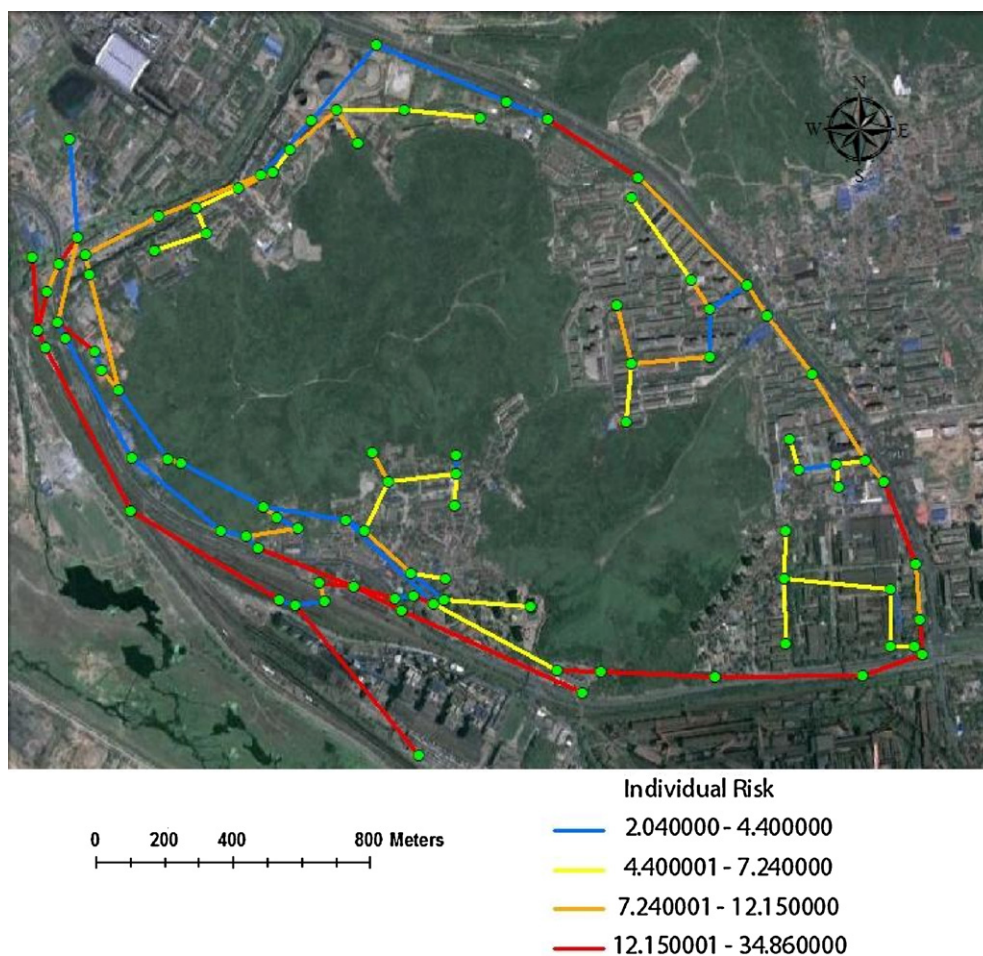 N
W E
S
Individual Risk
0 200 400 800 Meters
2.040000 - 4.400000
4.400001 - 7.240000
7.240001 - 12.150000
12.150001 - 34.860000